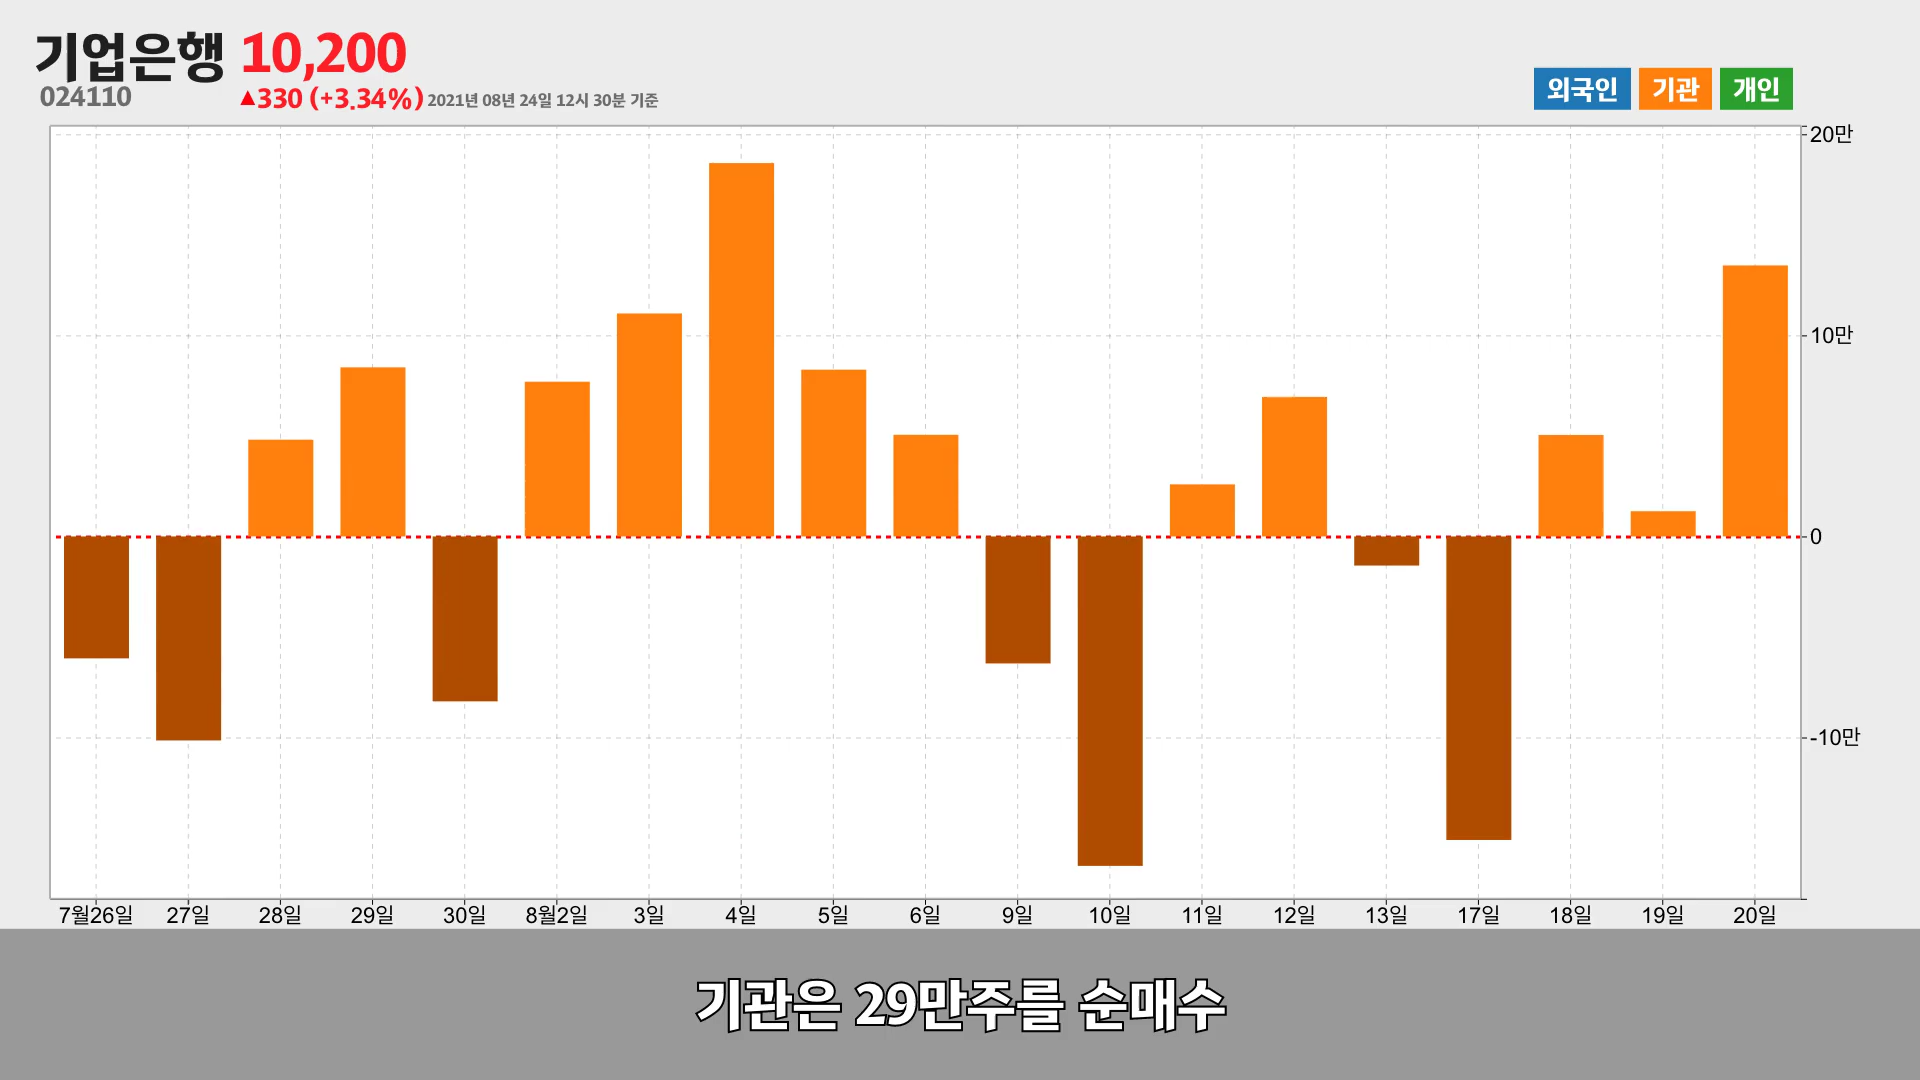 기업은행 10,200
024110
▲330 (+3.34%) 2021년 08년 24일 12시 30분 기준
외국인 기관 개인
20만
10만
0
-10만
7월26일 27일 28일 29일 30일 8월2일 3일 4일 5일 6일 9일 10일 11일 12일 13일 17일 18일 19일 20일
기관은 29만주를 순매수